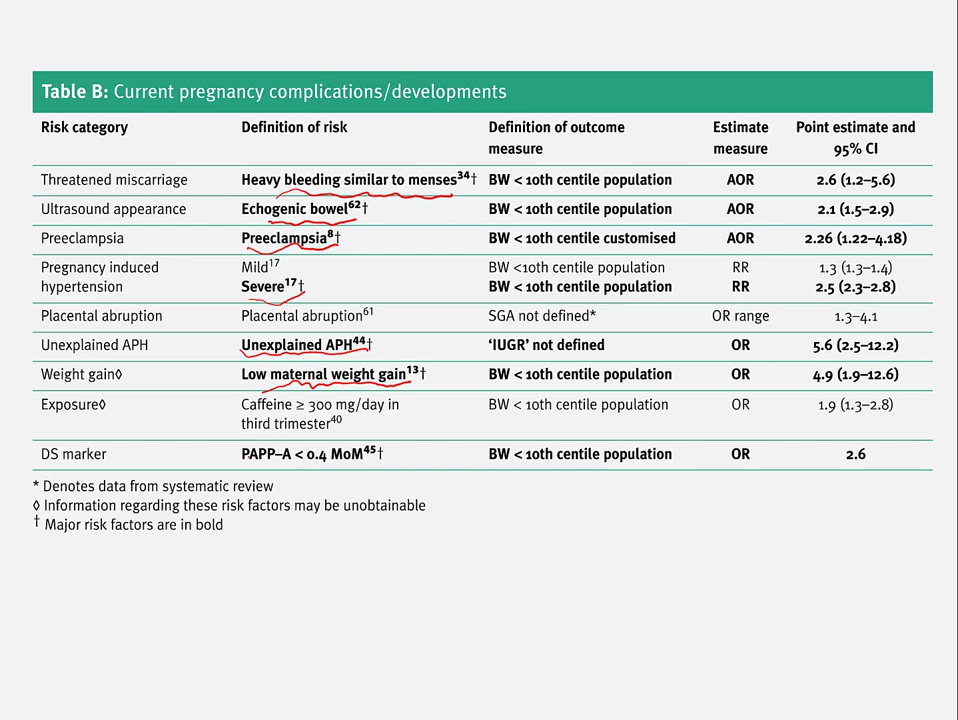 Table B: Current pregnancy complications/developments
Risk category Definition of risk Definition of outcome measure Estimate measure Point estimate and 95% CI
Threatened miscarriage Heavy bleeding similar to menses34† BW < 10th centile population AOR 2.6 (1.2–5.6)
Ultrasound appearance Echogenic bowel62† BW < 10th centile population AOR 2.1 (1.5–2.9)
Preeclampsia Preeclampsia8† BW < 10th centile customised AOR 2.26 (1.22–4.18)
Pregnancy induced Mild17 BW <10th centile population RR 1.3 (1.3–1.4)
hypertension Severe17† BW < 10th centile population RR 2.5 (2.3–2.8)
Placental abruption Placental abruption61 SGA not defined* OR range 1.3–4.1
Unexplained APH Unexplained APH44† ‘IUGR’ not defined OR 5.6 (2.5–12.2)
Weight gain◊ Low maternal weight gain13† BW < 10th centile population OR 4.9 (1.9–12.6)
Exposure◊ Caffeine ≥ 300 mg/day in BW < 10th centile population OR 1.9 (1.3–2.8)
third trimester40
DS marker PAPP–A < 0.4 MoM45† BW < 10th centile population OR 2.6
* Denotes data from systematic review
◊ Information regarding these risk factors may be unobtainable
† Major risk factors are in bold